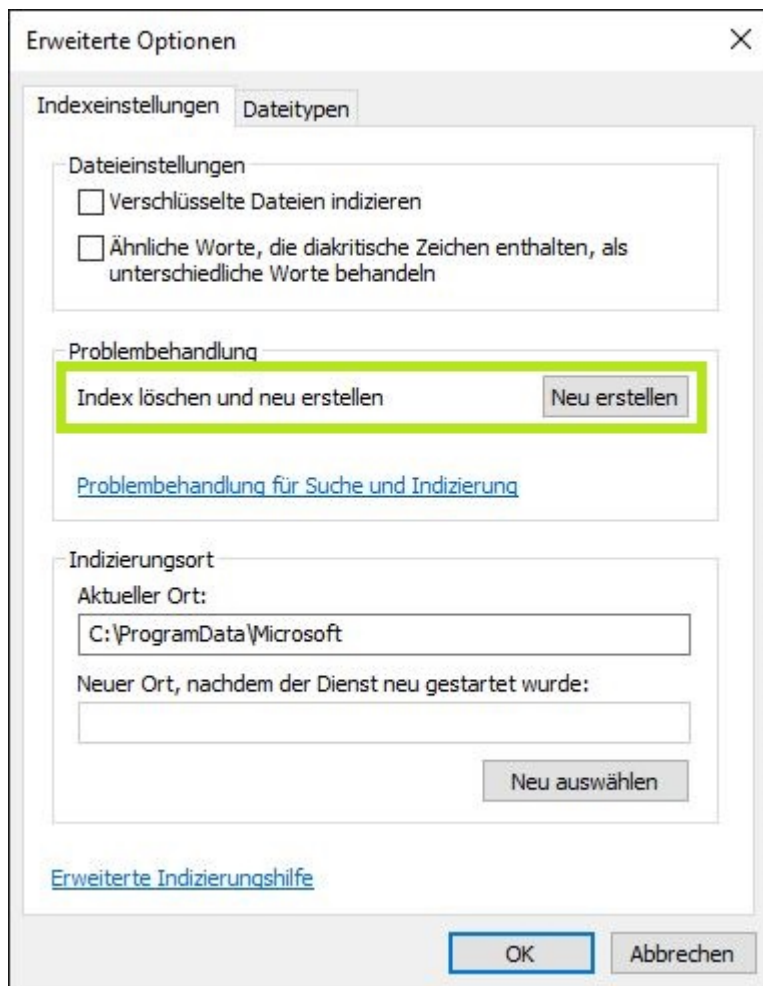 Erweiterte Optionen
Indexeinstellungen
Dateitypen
Dateieinstellungen
Verschlüsselte Dateien indizieren
Ähnliche Worte, die diakritische Zeichen enthalten, als
unterschiedliche Worte behandeln
Problembehandlung
Index löschen und neu erstellen
Neu erstellen
Problembehandlung für Suche und Indizierung
Indizierungsort
Aktueller Ort:
C:\ProgramData\Microsoft
Neuer Ort, nachdem der Dienst neu gestartet wurde:
Neu auswählen
Erweiterte Indizierungshilfe
OK
Abbrechen